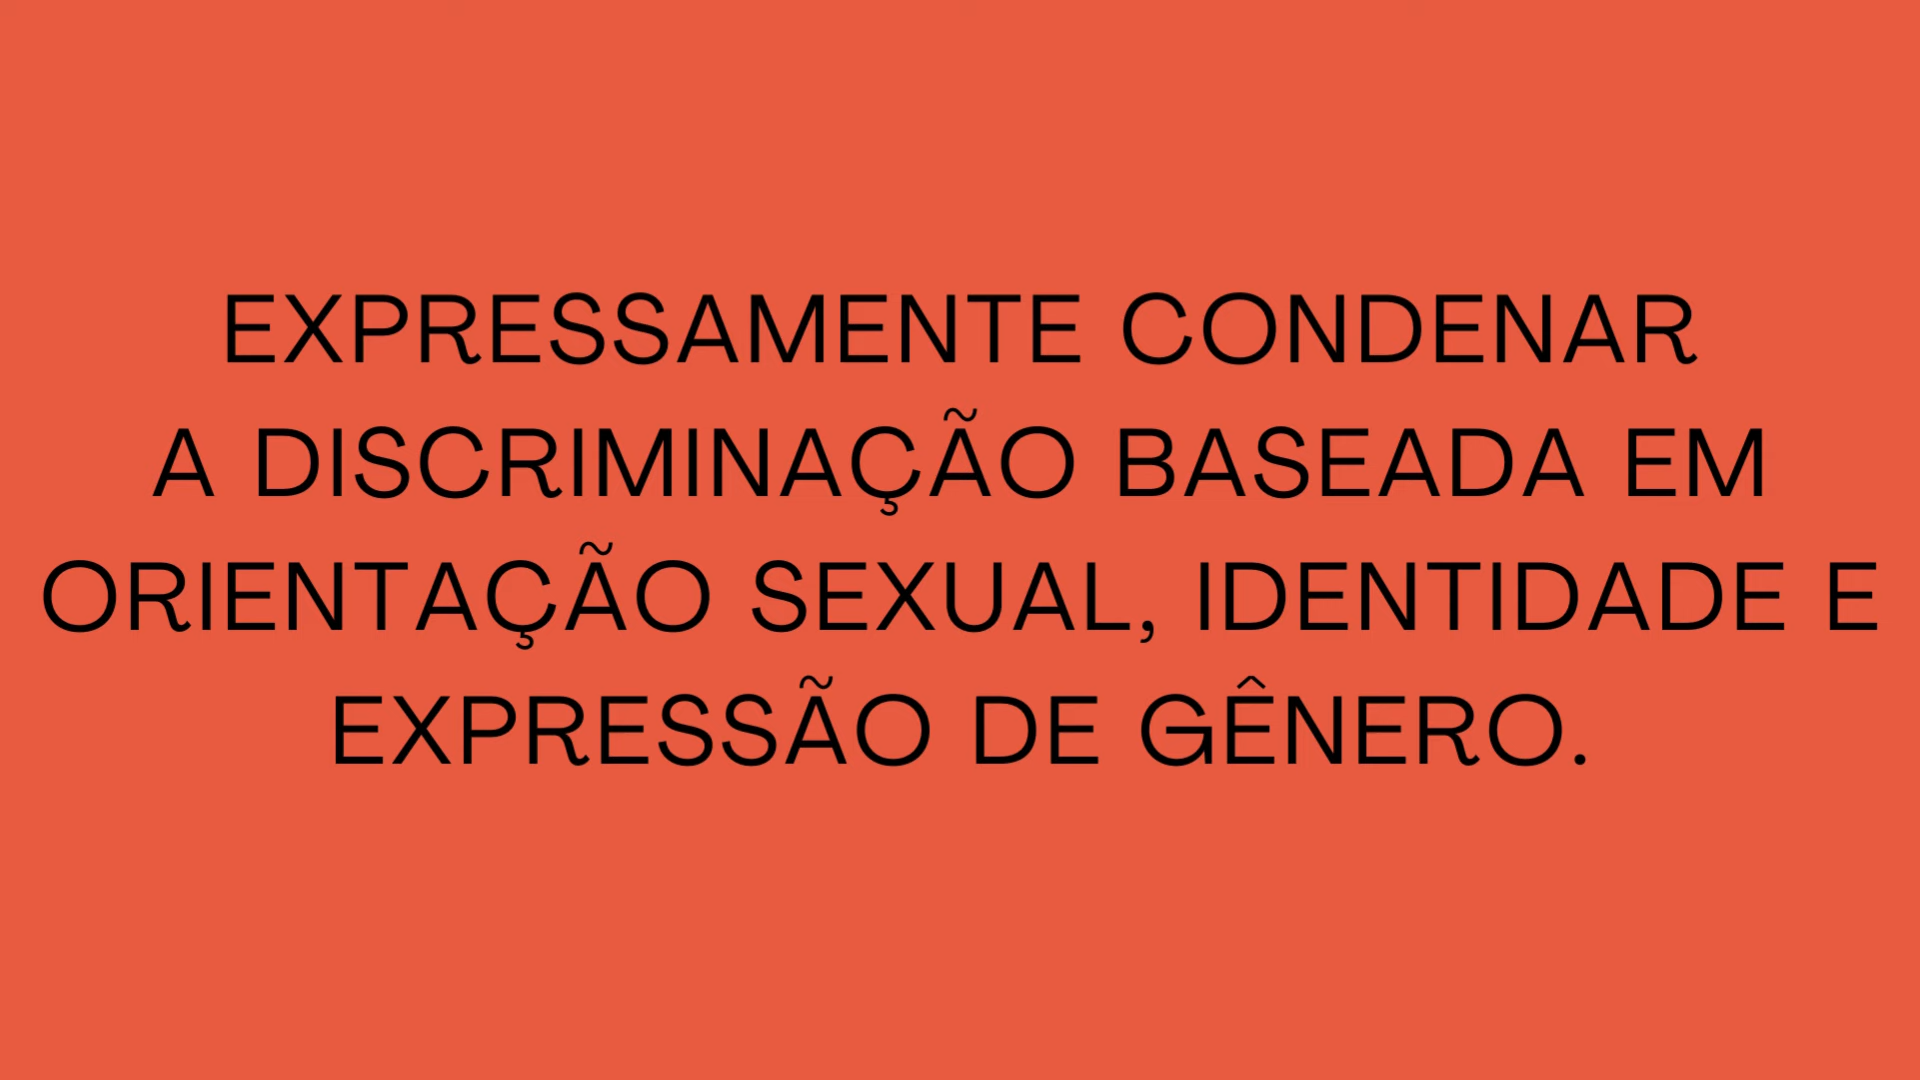 EXPRESSAMENTE CONDENAR
A DISCRIMINAÇÃO BASEADA EM
ORIENTAÇÃO SEXUAL, IDENTIDADE E
EXPRESSÃO DE GÊNERO.